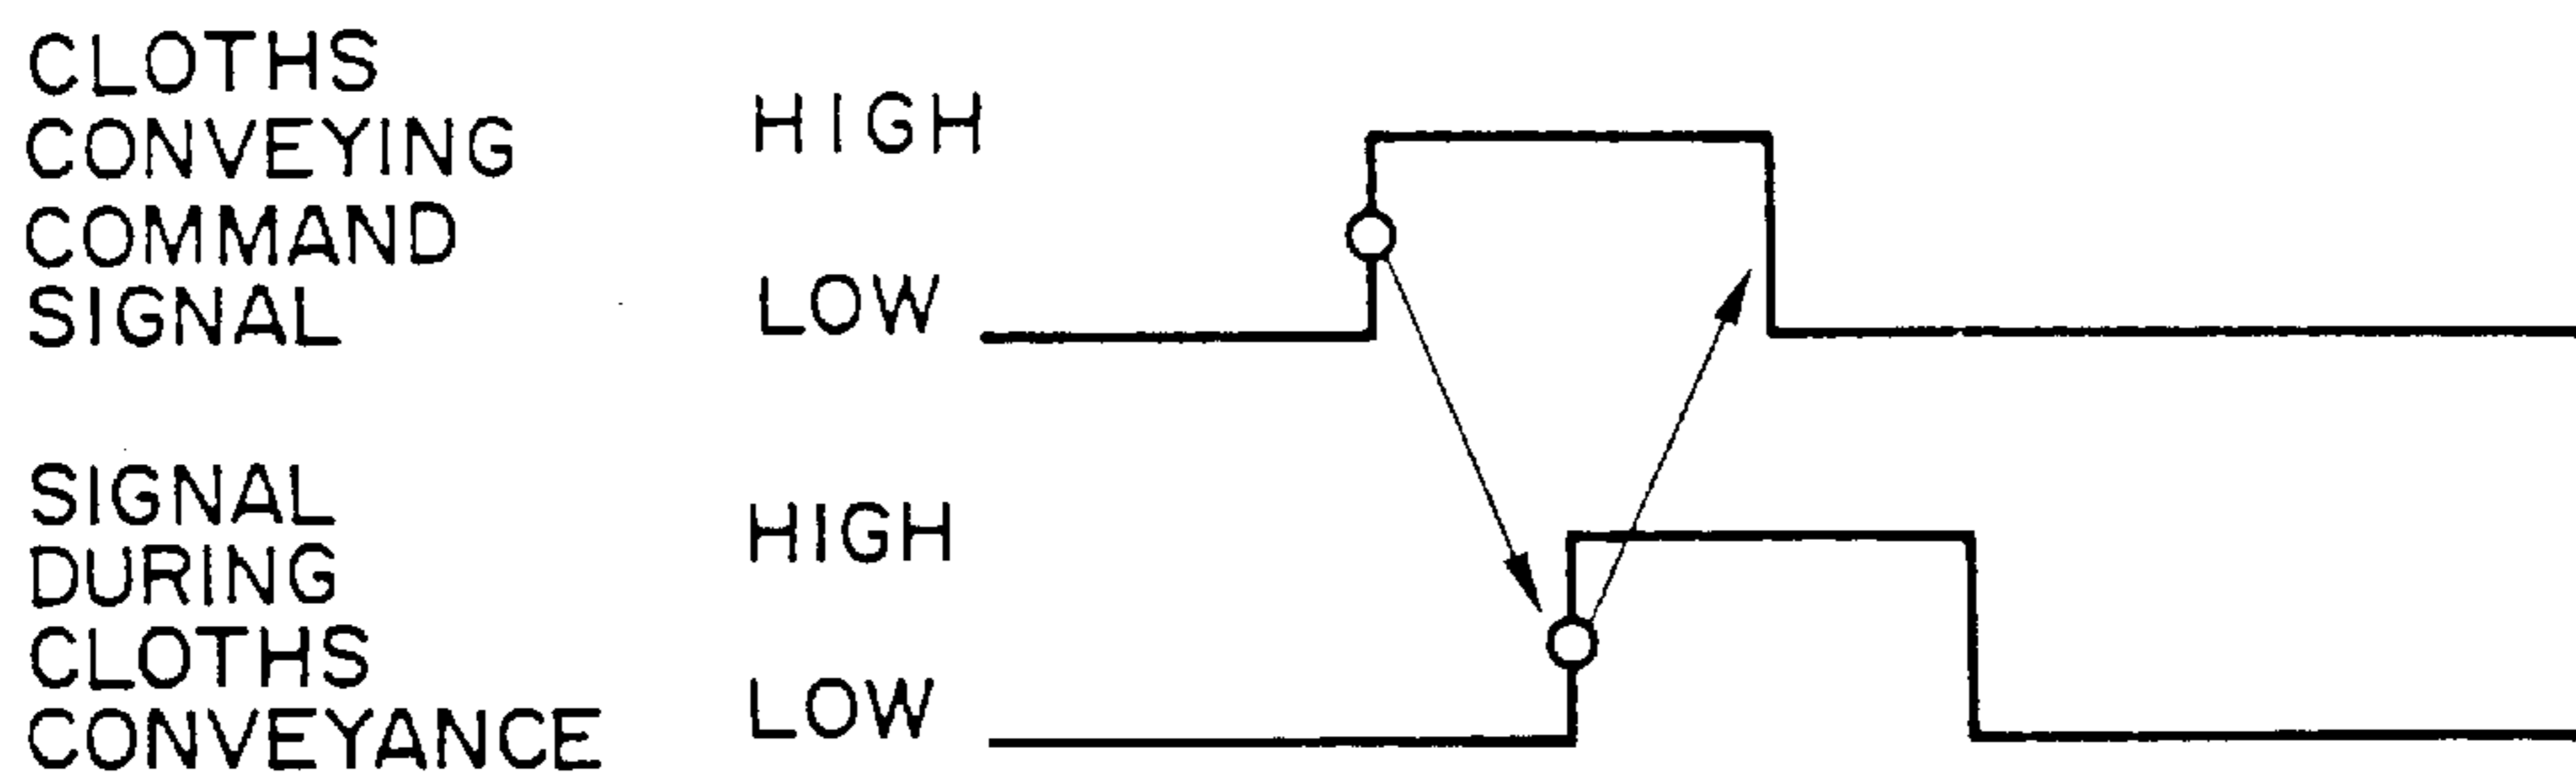 CLOTHS
CONVEYING
COMMAND
SIGNAL
HIGH
LOW
SIGNAL
DURING
CLOTHS
CONVEYANCE
HIGH
LOW